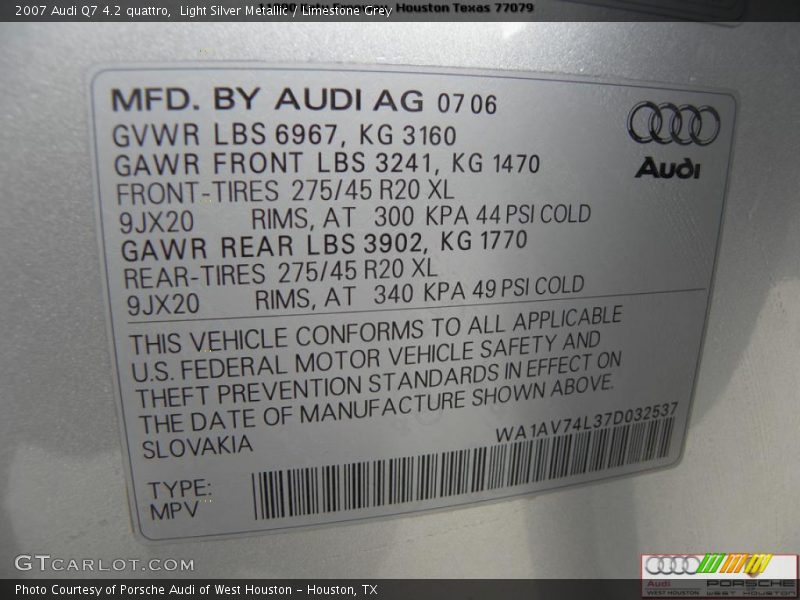 2007 Audi Q7 4.2 quattro,  Light Silver Metallic / Limestone Grey
Houston Texas 77079
MFD. BY AUDI AG 07 06
GVWR LBS 6967, KG 3160
GAWR FRONT LBS 3241, KG 1470
FRONT-TIRES 275/45 R20 XL
9JX20 RIMS, AT 300 KPA 44 PSI COLD
GAWR REAR LBS 3902, KG 1770
REAR-TIRES 275/45 R20 XL
9JX20 RIMS, AT 340 KPA 49 PSI COLD
Audi
THIS VEHICLE CONFORMS TO ALL APPLICABLE
U.S. FEDERAL MOTOR VEHICLE SAFETY AND
THEFT PREVENTION STANDARDS IN EFFECT ON
THE DATE OF MANUFACTURE SHOWN ABOVE.
SLOVAKIA
WA1AV74L37D032537
TYPE:
MPV
GTCARLOT.COM
Audi PORSCHE
WEST HOUSTON WEST HOUSTON
Photo Courtesy of Porsche Audi of West Houston - Houston, TX